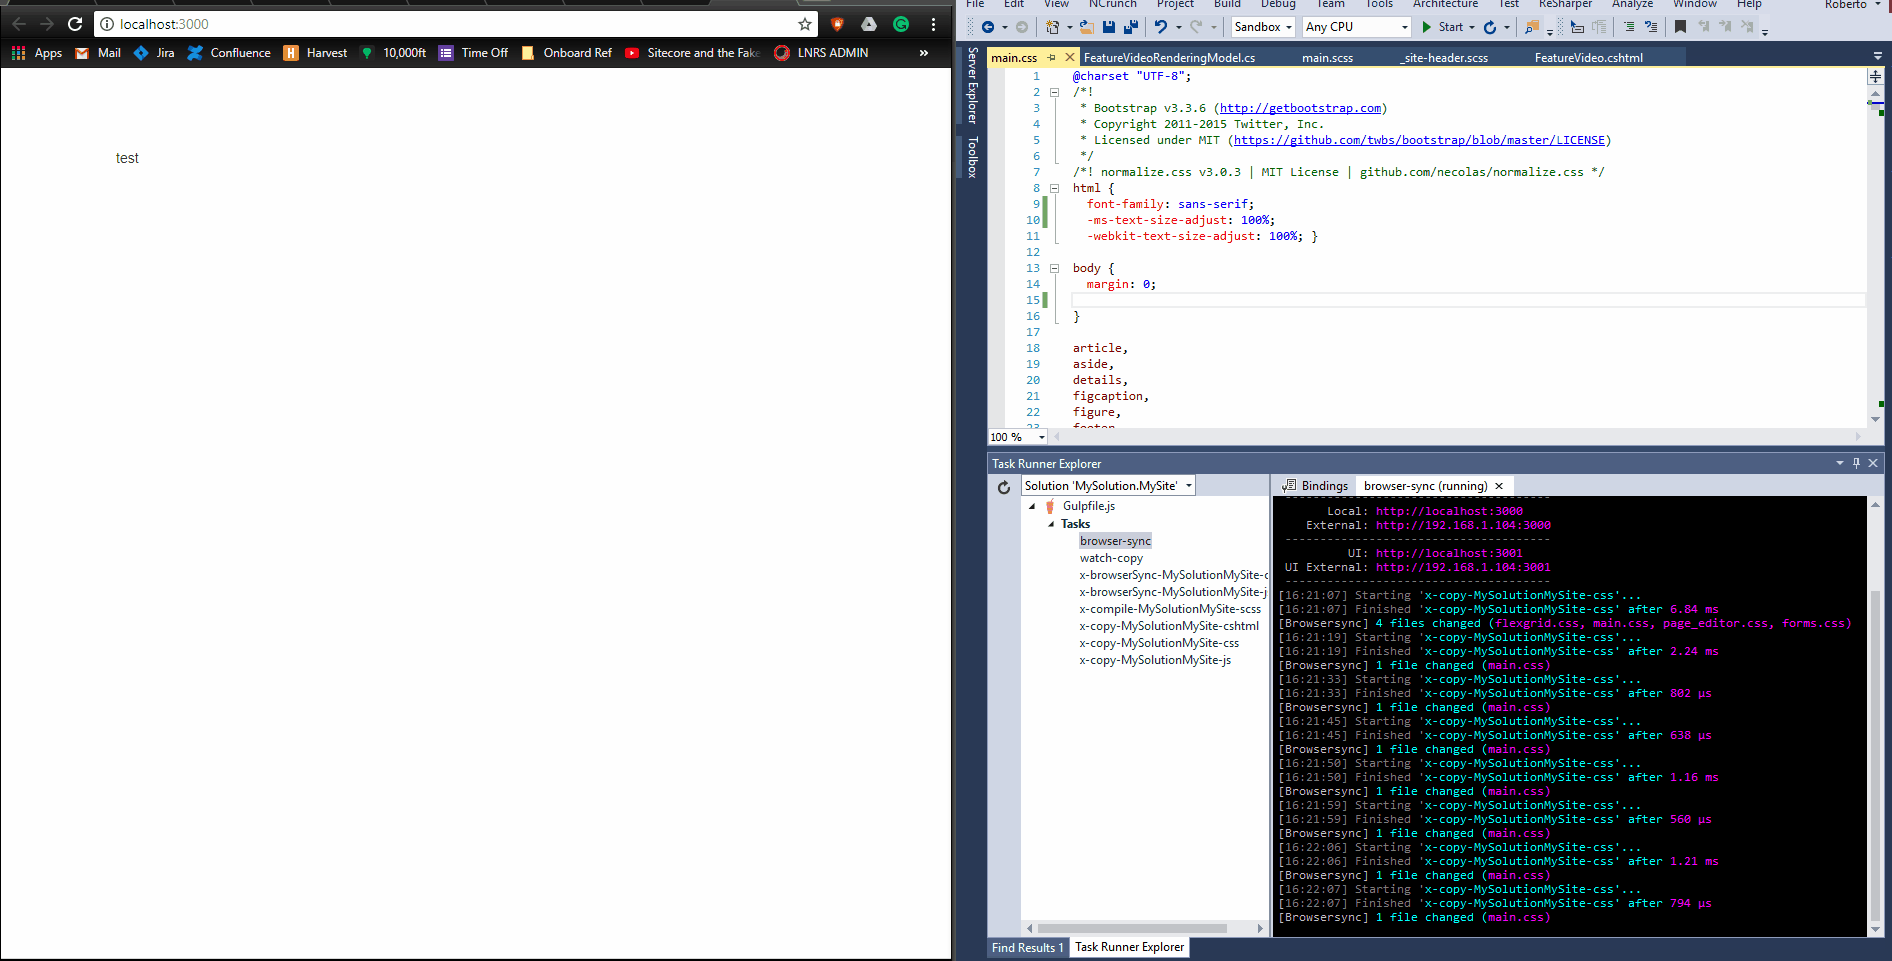 localhost:3000
Apps Mail Jira Confluence Harvest 10,000ft Time Off Onboard Ref Sitecore and the Fake LNRS ADMIN »
test
File Edit View NCrunch Project Build Debug Team Tools Architecture Test ReSharper Analyze Window Help Roberto
Sandbox Any CPU Start
Server Explorer
Toolbox
main.css FeatureVideoRenderingModel.cs main.scss _site-header.scss FeatureVideo.cshtml
1 @charset "UTF-8";
2 /*!
3 * Bootstrap v3.3.6 (http://getbootstrap.com)
4 * Copyright 2011-2015 Twitter, Inc.
5 * Licensed under MIT (https://github.com/twbs/bootstrap/blob/master/LICENSE)
6 */
7 /*! normalize.css v3.0.3 | MIT License | github.com/necolas/normalize.css */
8 html {
9 font-family: sans-serif;
10 -ms-text-size-adjust: 100%;
11 -webkit-text-size-adjust: 100%; }
12
13 body {
14 margin: 0;
15
16 }
17
18 article,
19 aside,
20 details,
21 figcaption,
22 figure,
23 footer
100 %
Task Runner Explorer
Solution 'MySolution.MySite'
Gulpfile.js
Tasks
browser-sync
watch-copy
x-browserSync-MySolutionMySite-c
x-browserSync-MySolutionMySite-j
x-compile-MySolutionMySite-scss
x-copy-MySolutionMySite-cshtml
x-copy-MySolutionMySite-css
x-copy-MySolutionMySite-js
Bindings browser-sync (running)
--------------------------------------
Local: http://localhost:3000
External: http://192.168.1.104:3000
--------------------------------------
UI: http://localhost:3001
UI External: http://192.168.1.104:3001
--------------------------------------
[16:21:07] Starting 'x-copy-MySolutionMySite-css'...
[16:21:07] Finished 'x-copy-MySolutionMySite-css' after 6.84 ms
[Browsersync] 4 files changed (flexgrid.css, main.css, page_editor.css, forms.css)
[16:21:19] Starting 'x-copy-MySolutionMySite-css'...
[16:21:19] Finished 'x-copy-MySolutionMySite-css' after 2.24 ms
[Browsersync] 1 file changed (main.css)
[16:21:33] Starting 'x-copy-MySolutionMySite-css'...
[16:21:33] Finished 'x-copy-MySolutionMySite-css' after 802 μs
[Browsersync] 1 file changed (main.css)
[16:21:45] Starting 'x-copy-MySolutionMySite-css'...
[16:21:45] Finished 'x-copy-MySolutionMySite-css' after 638 μs
[Browsersync] 1 file changed (main.css)
[16:21:50] Starting 'x-copy-MySolutionMySite-css'...
[16:21:50] Finished 'x-copy-MySolutionMySite-css' after 1.16 ms
[Browsersync] 1 file changed (main.css)
[16:21:59] Starting 'x-copy-MySolutionMySite-css'...
[16:21:59] Finished 'x-copy-MySolutionMySite-css' after 560 μs
[Browsersync] 1 file changed (main.css)
[16:22:06] Starting 'x-copy-MySolutionMySite-css'...
[16:22:06] Finished 'x-copy-MySolutionMySite-css' after 1.21 ms
[Browsersync] 1 file changed (main.css)
[16:22:07] Starting 'x-copy-MySolutionMySite-css'...
[16:22:07] Finished 'x-copy-MySolutionMySite-css' after 794 μs
[Browsersync] 1 file changed (main.css)
Find Results 1 Task Runner Explorer